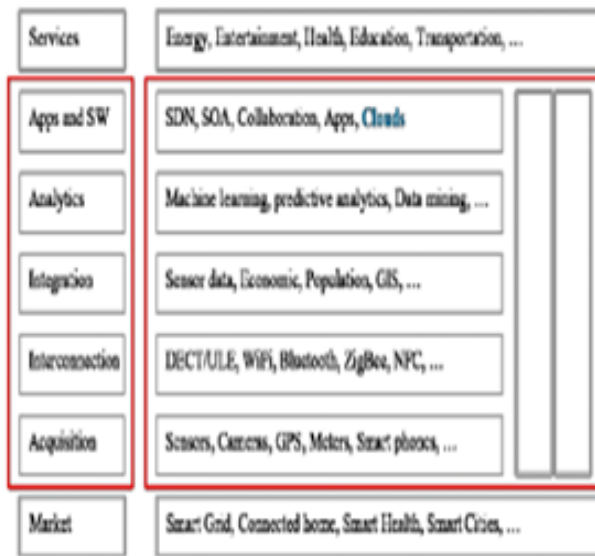 Services
Energy, Entertainment, Health, Education, Transportation, ...
Apps and SW
SDN, SOA, Collaboration, Apps, Clouds
Analytics
Machine learning, predictive analytics, Data mining, ...
Integration
Sensor data, Economic, Population, GIS, ...
Interconnection
DECT/ULE, WiFi, Bluetooth, ZigBee, NFC, ...
Acquisition
Sensors, Cameras, GPS, Meters, Smart phones, ...
Market
Smart Grid, Connected home, Smart Health, Smart Cities, ...